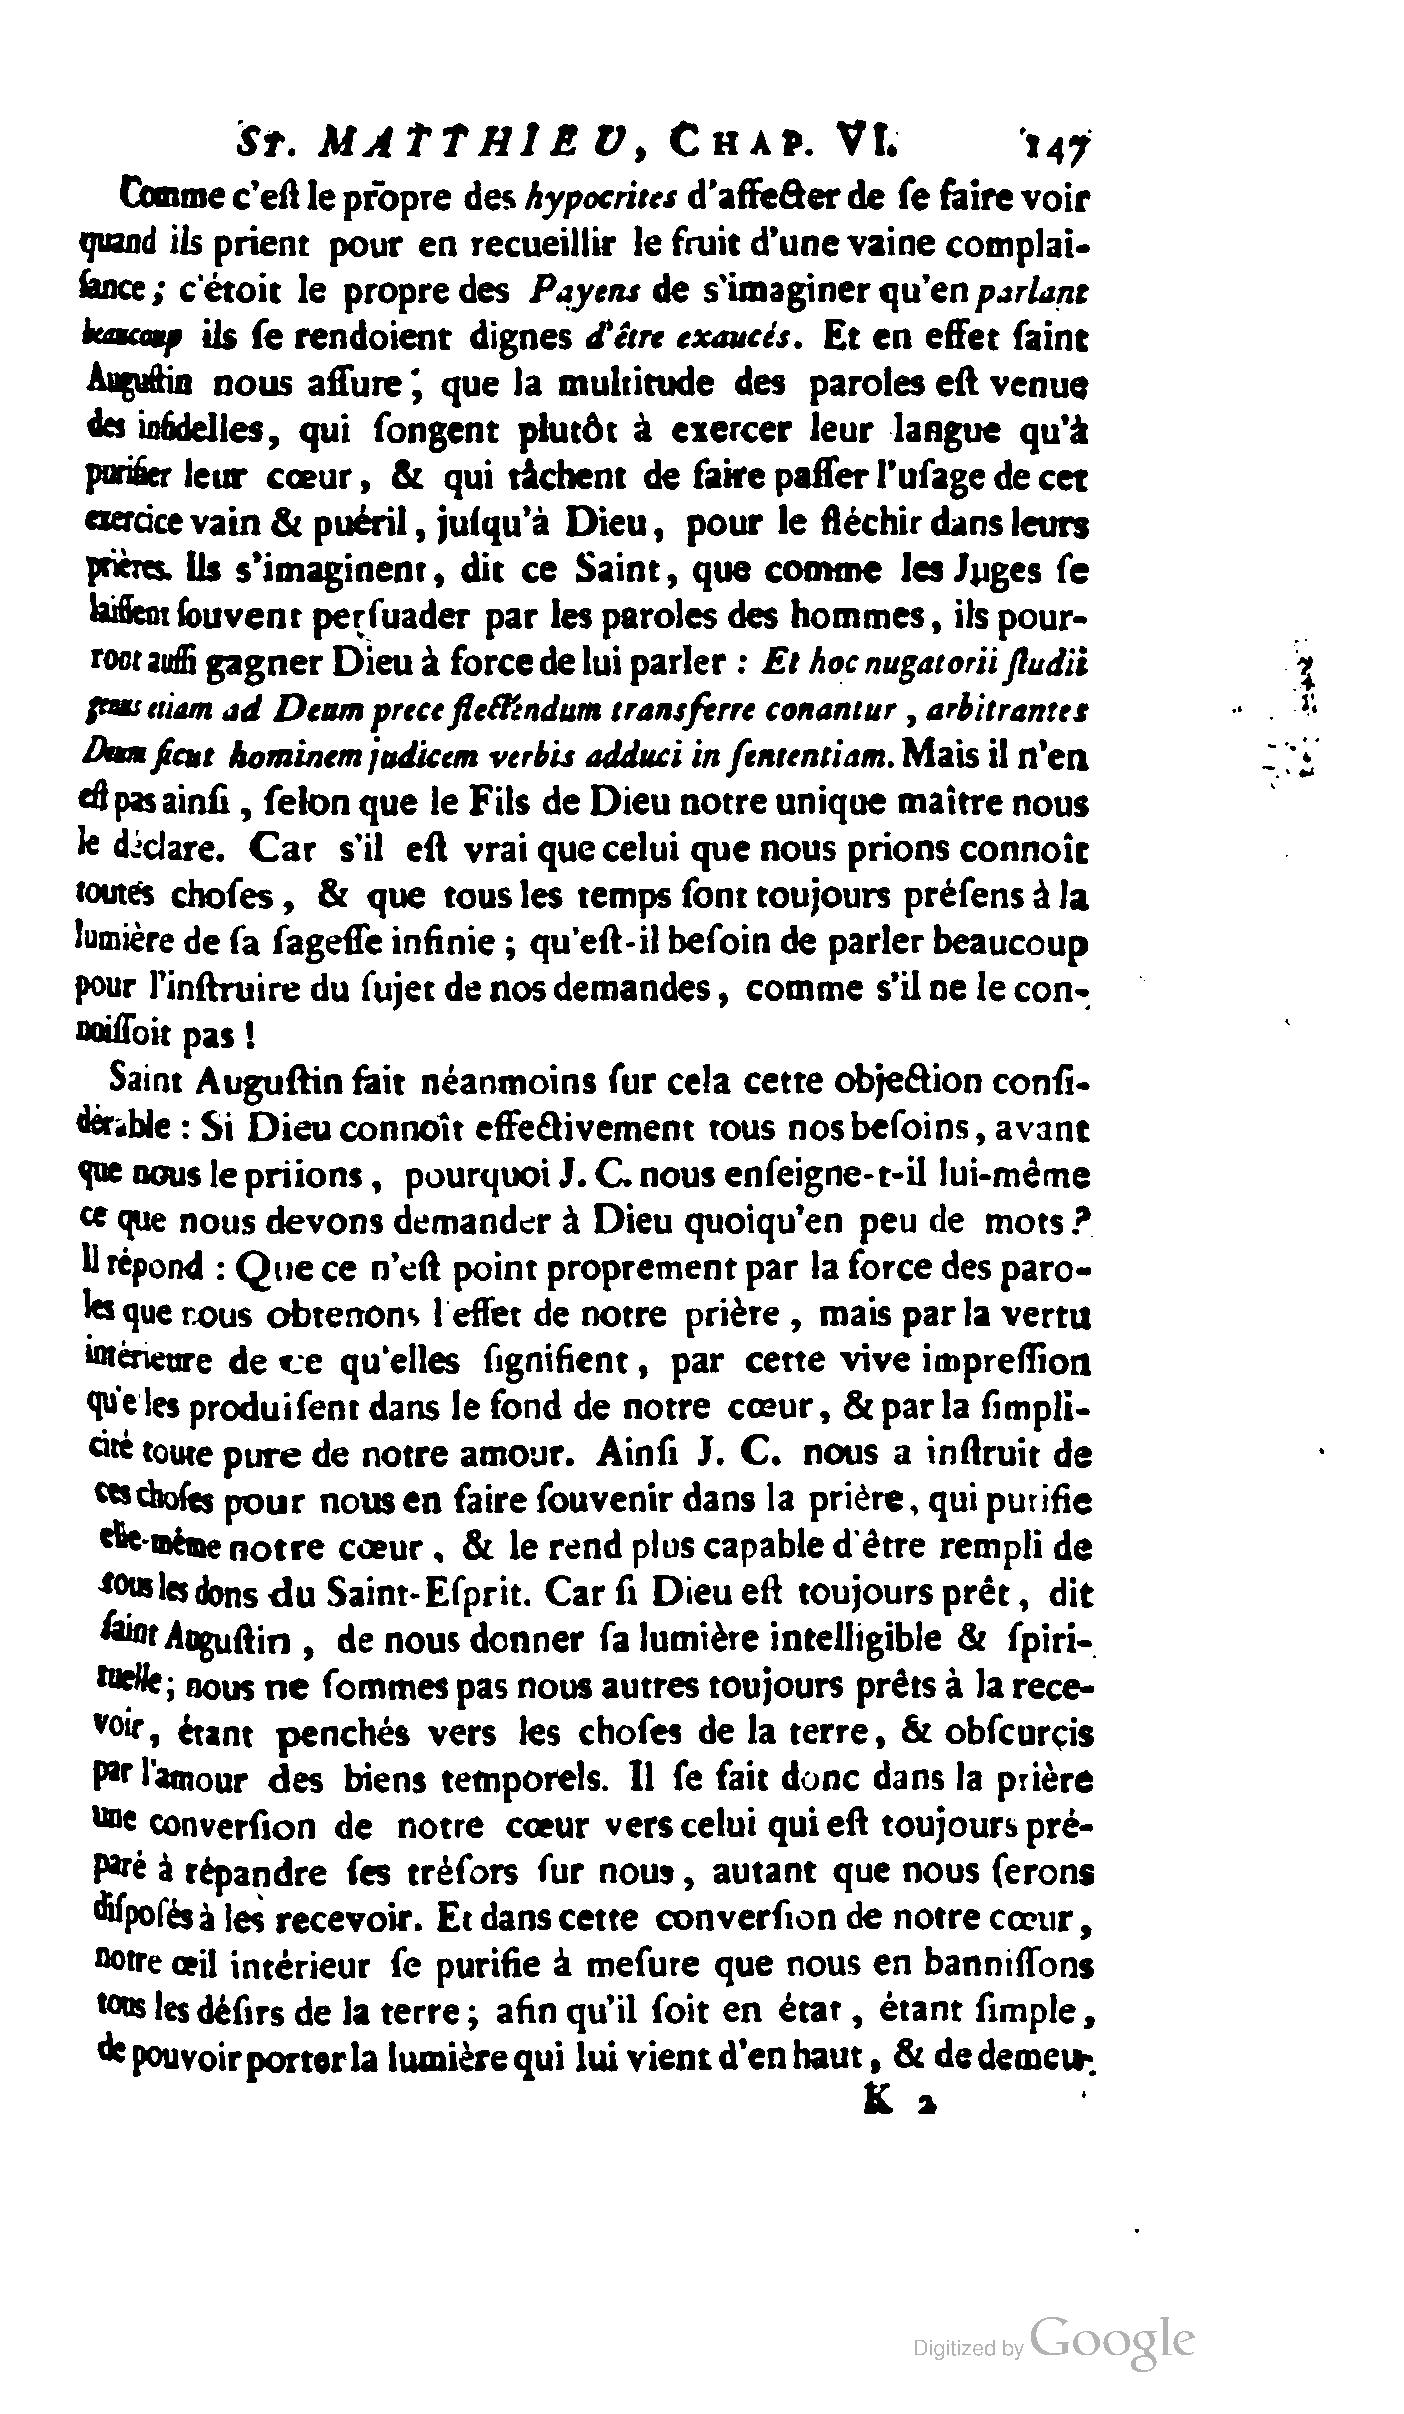 St. MATTHIEU, CHAP. VI. 147
Comme c'eſt le propre des hypocrites d'affecter de ſe faire voir
quand ils prient pour en recueillir le fruit d'une vaine complai-
ſance ; c'étoit le propre des Payens de s'imaginer qu'en parlant
beaucoup ils ſe rendoient dignes d'être exaucés. Et en effet ſaint
Auguſtin nous aſſure, que la multitude des paroles eſt venue
des infidelles, qui ſongent plutôt à exercer leur langue qu'à
purifier leur cœur, & qui tâchent de faire paſſer l'uſage de cet
exercice vain & puéril, juſqu'à Dieu, pour le fléchir dans leurs
prières. Ils s'imaginent, dit ce Saint, que comme les Juges ſe
laiſſent ſouvent perſuader par les paroles des hommes, ils pour-
ront auſſi gagner Dieu à force de lui parler : Et hoc nugatorii ſtudii
genus etiam ad Deum prece flectendum transferre conantur, arbitrantes
Deum ſicut hominem judicem verbis adduci in ſententiam. Mais il n'en
eſt pas ainſi, ſelon que le Fils de Dieu notre unique maître nous
le déclare. Car s'il eſt vrai que celui que nous prions connoît
toutes choſes, & que tous les temps ſont toujours préſens à la
lumière de ſa ſageſſe infinie ; qu'eſt-il beſoin de parler beaucoup
pour l'inſtruire du ſujet de nos demandes, comme s'il ne le con-
noiſſoit pas !
Saint Auguſtin fait néanmoins ſur cela cette objection conſi-
dérable : Si Dieu connoît effectivement tous nos beſoins, avant
que nous le priions, pourquoi J. C. nous enſeigne-t-il lui-même
ce que nous devons demander à Dieu quoiqu'en peu de mots ?
Il répond : Que ce n'eſt point proprement par la force des paro-
les que nous obtenons l'effet de notre prière, mais par la vertu
intérieure de ce qu'elles ſignifient, par cette vive impreſſion
qu'elles produiſent dans le fond de notre cœur, & par la ſimpli-
cité toute pure de notre amour. Ainſi J. C. nous a inſtruit de
ces choſes pour nous en faire ſouvenir dans la prière, qui purifie
elle-même notre cœur, & le rend plus capable d'être rempli de
tous les dons du Saint-Eſprit. Car ſi Dieu eſt toujours prêt, dit
ſaint Auguſtin, de nous donner ſa lumière intelligible & ſpiri-
tuelle ; nous ne ſommes pas nous autres toujours prêts à la rece-
voir, étant penchés vers les choſes de la terre, & obſcurcis
par l'amour des biens temporels. Il ſe fait donc dans la prière
une converſion de notre cœur vers celui qui eſt toujours pré-
paré à répandre ſes tréſors ſur nous, autant que nous ſerons
diſpoſés à les recevoir. Et dans cette converſion de notre cœur,
notre œil intérieur ſe purifie à meſure que nous en banniſſons
tous les déſirs de la terre ; afin qu'il ſoit en état, étant ſimple,
de pouvoir porter la lumière qui lui vient d'en haut, & de demeu-
K 2
Digitized by Google